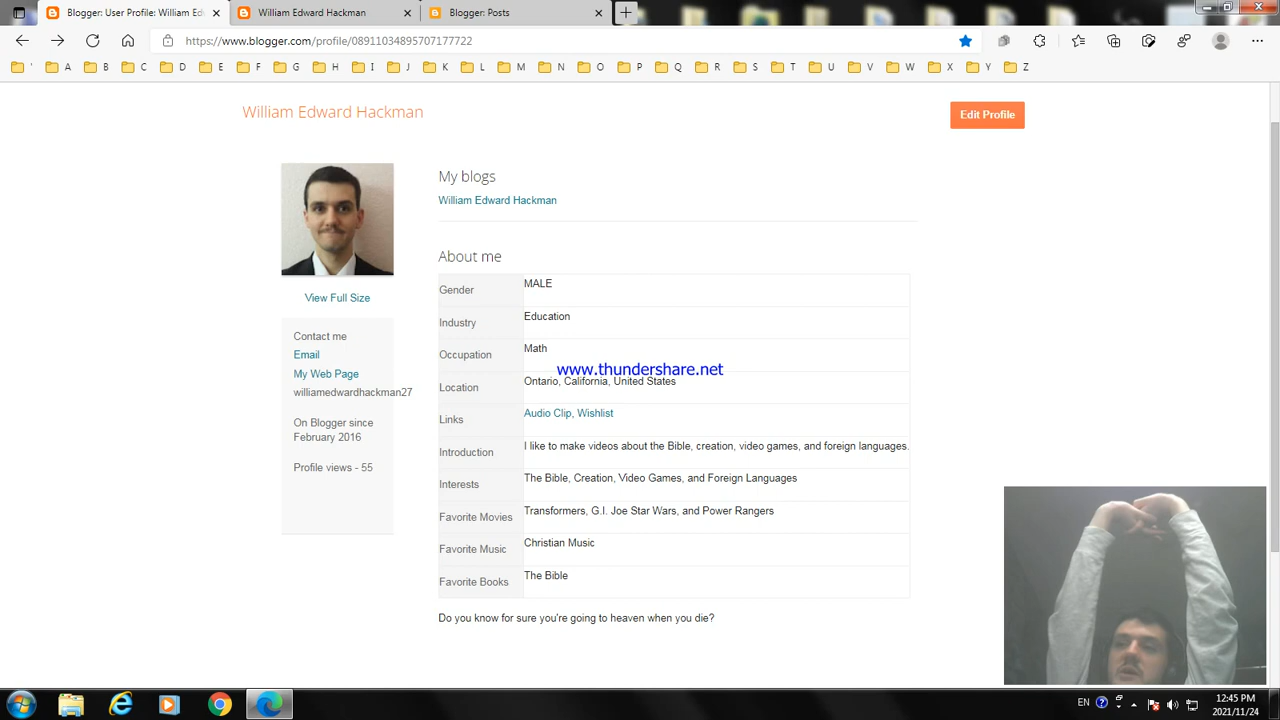 Blogger: User Profile: William Ed
William Edward Hackman
Blogger: Posts
https://www.blogger.com/profile/08911034895707177722
' A B C D E F G H I J K L M N O P Q R S T U V W X Y Z
William Edward Hackman
Edit Profile
My blogs
William Edward Hackman
View Full Size
Contact me
Email
My Web Page
williamedwardhackman27
On Blogger since
February 2016
Profile views - 55
About me
Gender MALE
Industry Education
Occupation Math
www.thundershare.net
Location Ontario, California, United States
Links Audio Clip, Wishlist
Introduction I like to make videos about the Bible, creation, video games, and foreign languages.
Interests The Bible, Creation, Video Games, and Foreign Languages
Favorite Movies Transformers, G.I. Joe Star Wars, and Power Rangers
Favorite Music Christian Music
Favorite Books The Bible
Do you know for sure you're going to heaven when you die?
EN
12:45 PM
2021/11/24